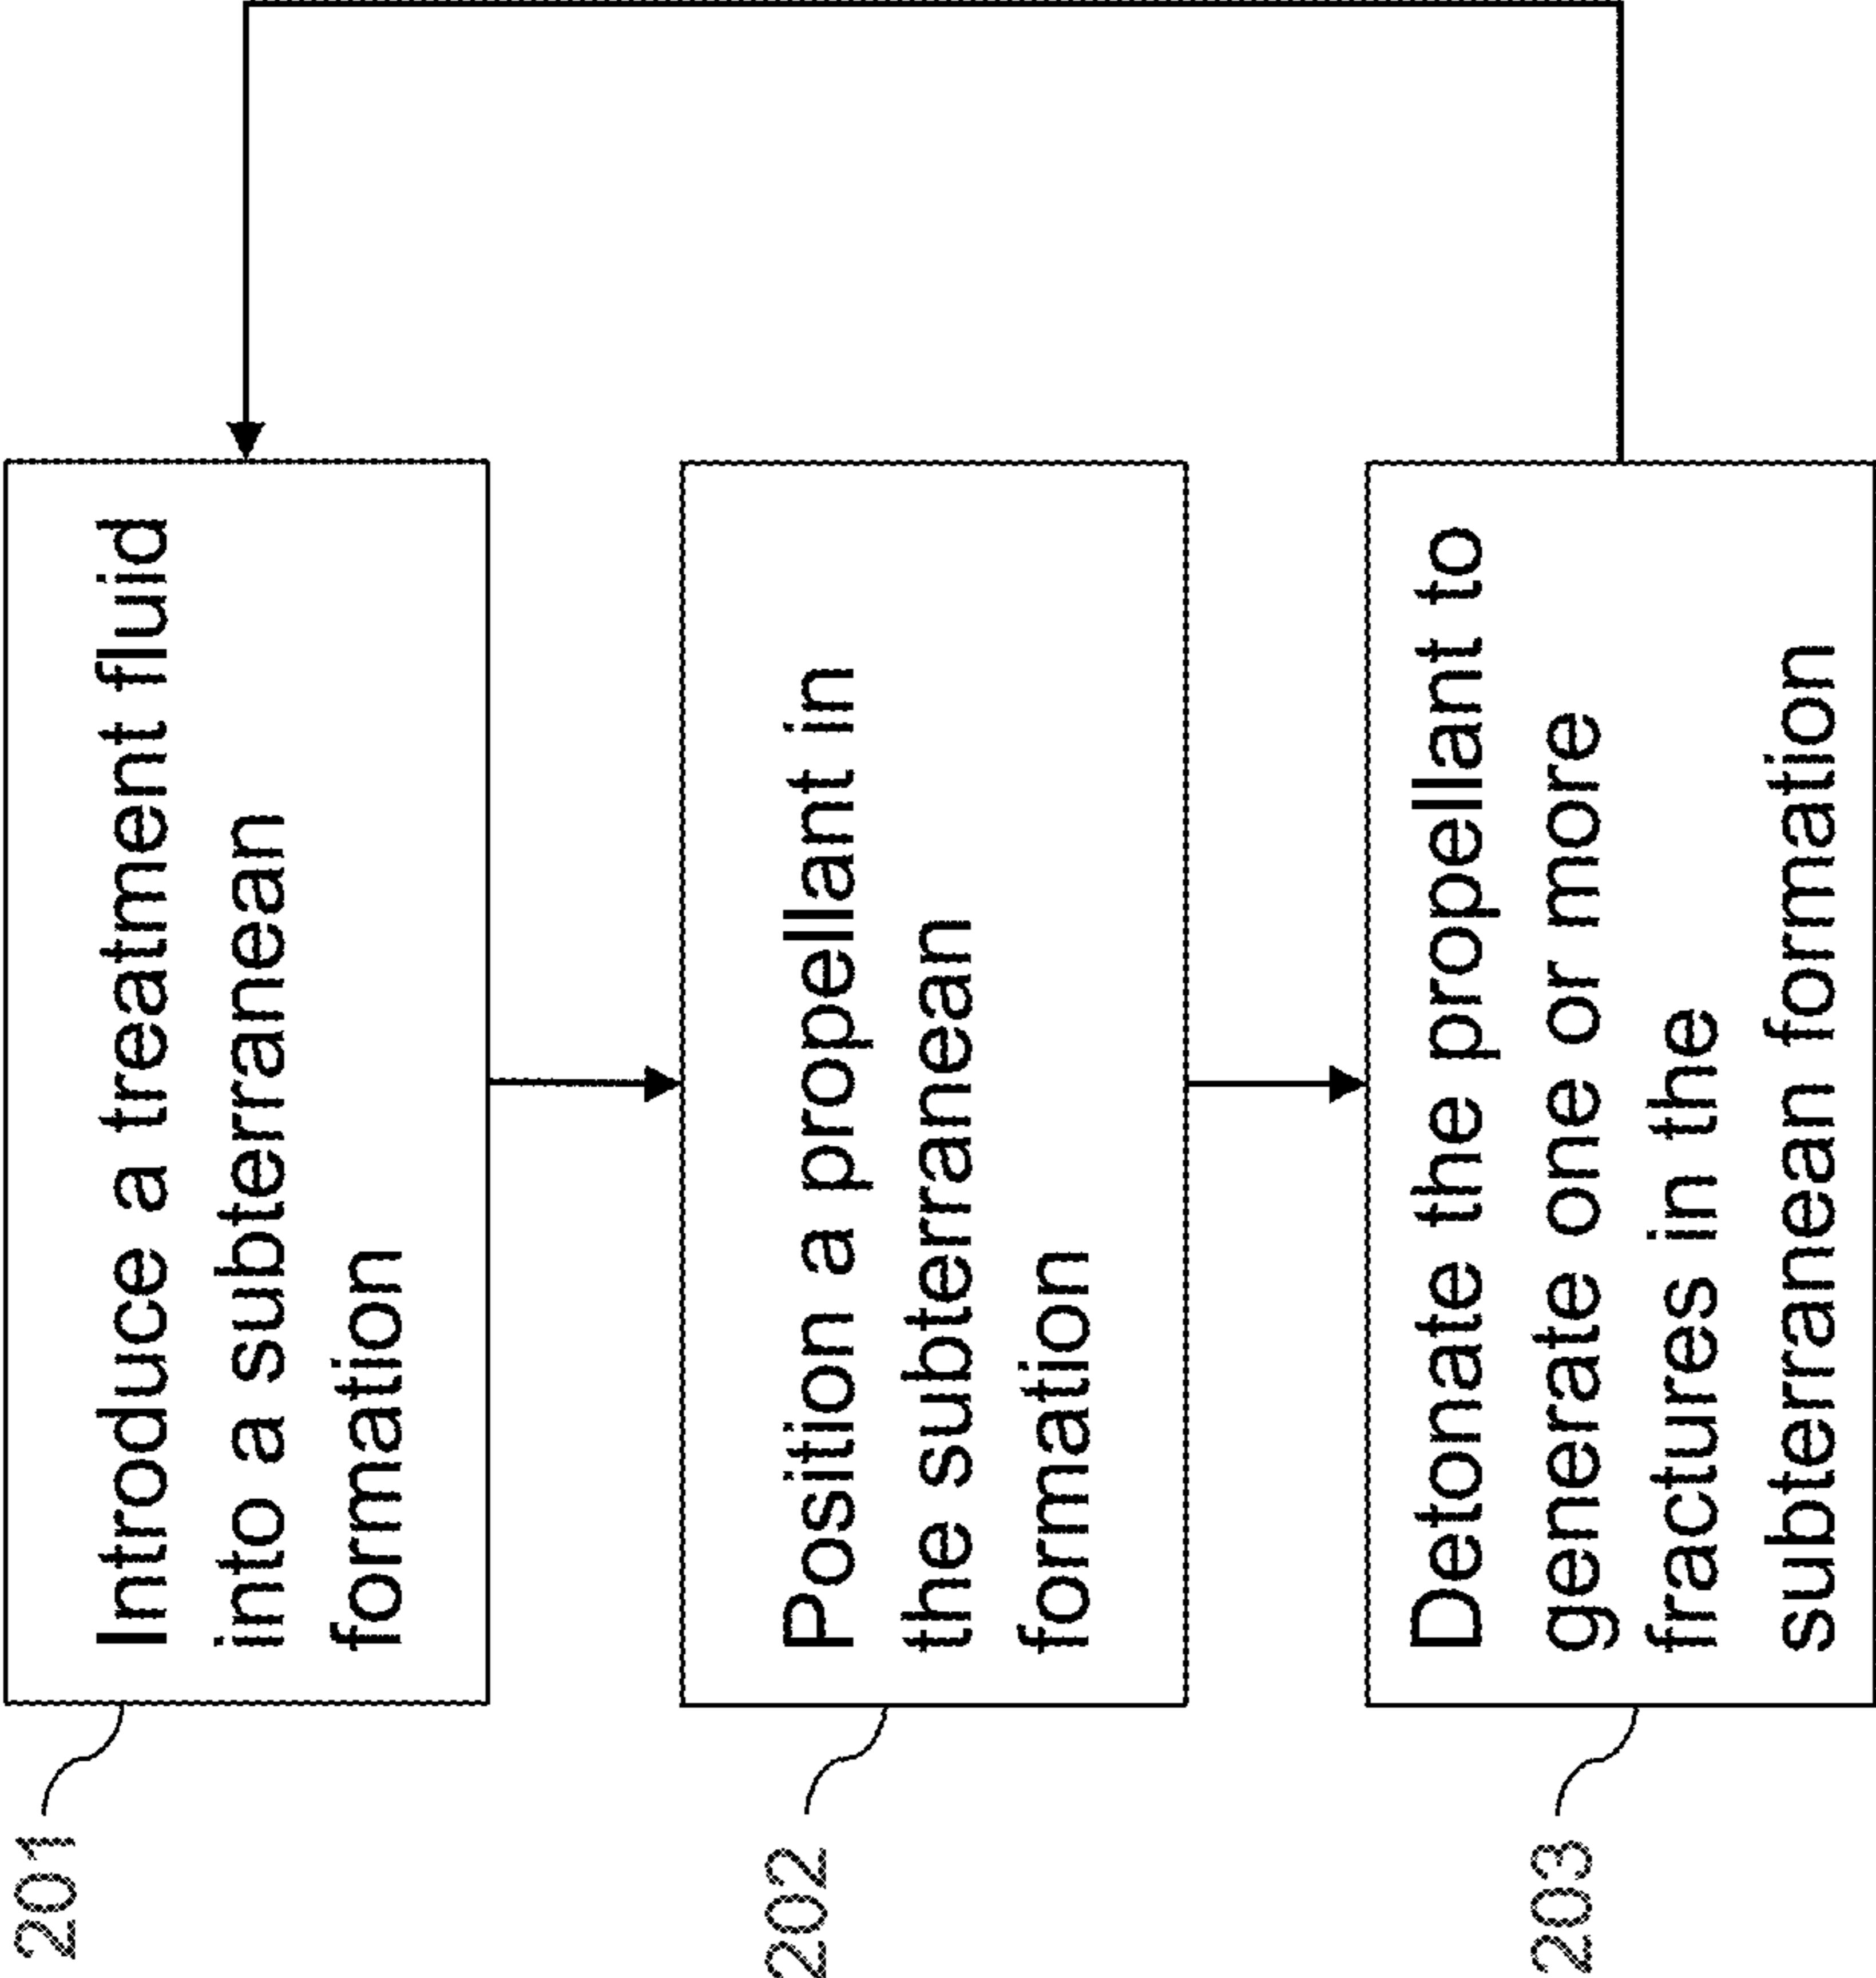 201
Introduce a treatment fluid
into a subterranean
formation
202
Position a propellant in
the subterranean
formation
203
Detonate the propellant to
generate one or more
fractures in the
subterranean formation